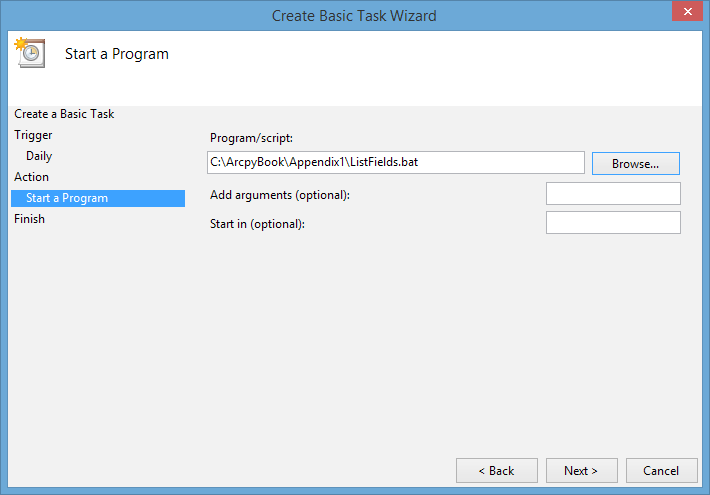 Create Basic Task Wizard
Start a Program
Create a Basic Task
Trigger
Daily
Action
Start a Program
Finish
Program/script:
C:\ArcpyBook\Appendix1\ListFields.bat
Browse...
Add arguments (optional):
Start in (optional):
< Back
Next >
Cancel